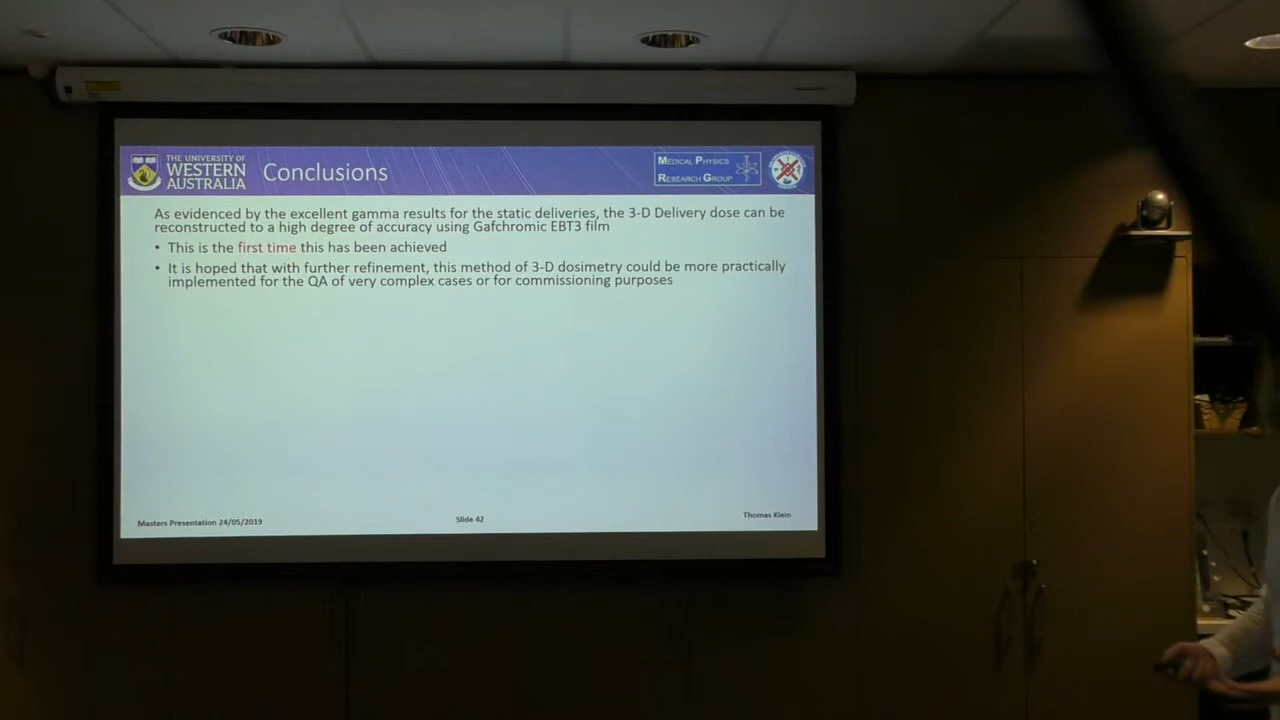 THE UNIVERSITY OF
WESTERN
AUSTRALIA
Conclusions
MEDICAL PHYSICS
RESEARCH GROUP
As evidenced by the excellent gamma results for the static deliveries, the 3-D Delivery dose can be
reconstructed to a high degree of accuracy using Gafchromic EBT3 film
• This is the first time this has been achieved
• It is hoped that with further refinement, this method of 3-D dosimetry could be more practically
implemented for the QA of very complex cases or for commissioning purposes
Masters Presentation 24/05/2019
Slide 42
Thomas Klein